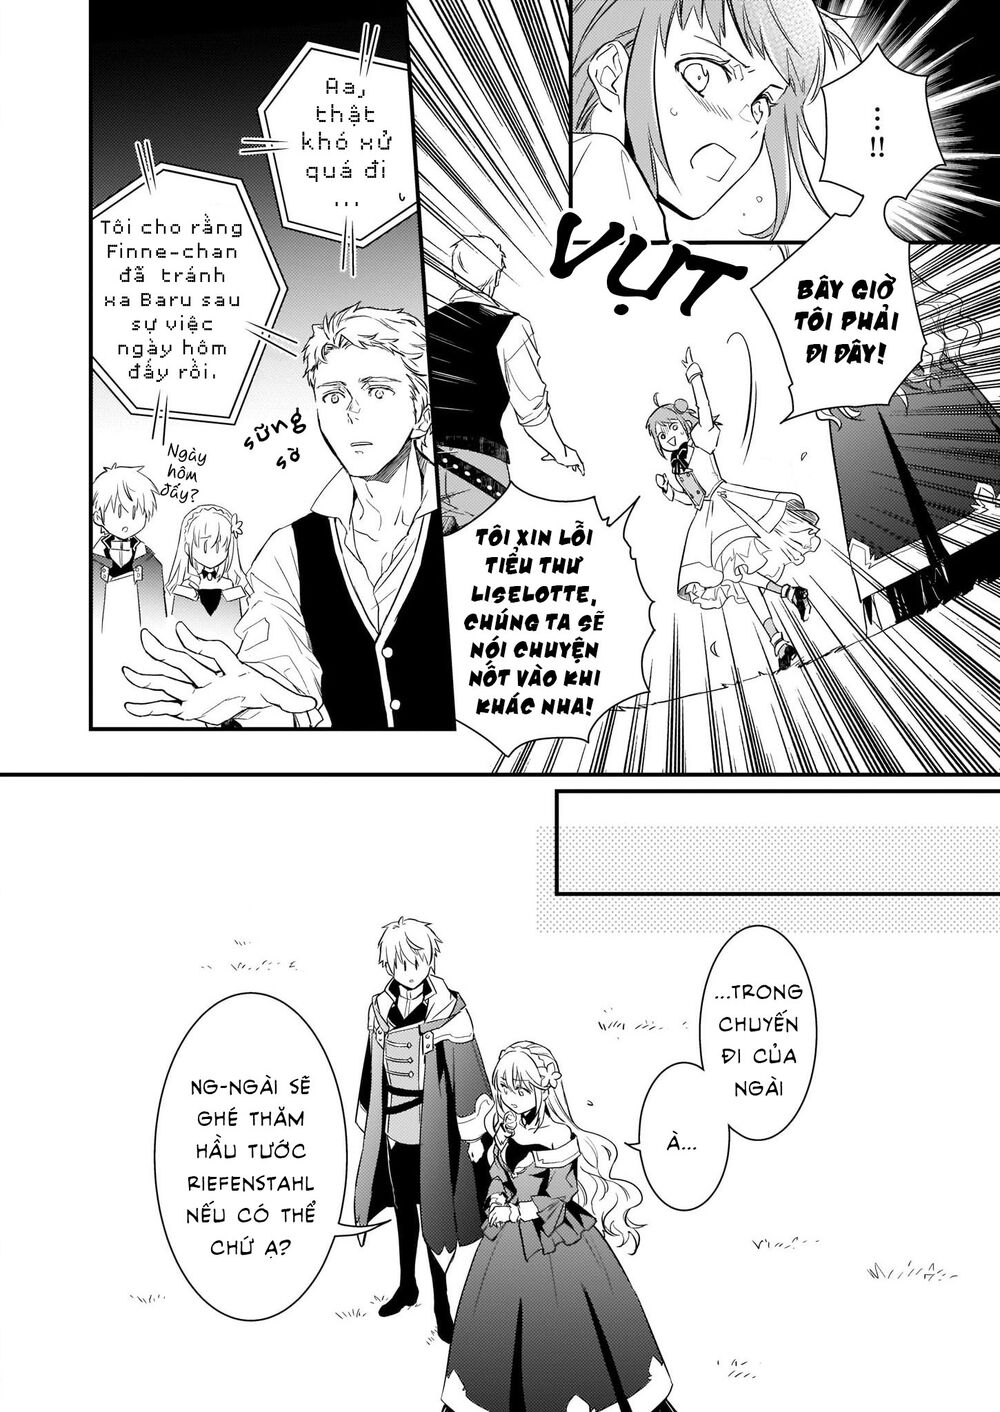 ...!!
BÂY GIỜ
TÔI PHẢI
ĐI ĐÂY!
VỤT
TÔI XIN LỖI
TIỂU THƯ
LISELOTTE,
CHÚNG TA SẼ
NÓI CHUYỆN
NỐT VÀO KHI
KHÁC NHA!
Aa,
thật
khó xử
quá đi
...
Tôi cho rằng
Finne-chan
đã tránh
xa Baru sau
sự việc
ngày hôm
đấy rồi.
sững
sờ
Ngày
hôm
đấy?
...TRONG
CHUYẾN
ĐI CỦA
NGÀI
À...
NG-NGÀI SẼ
GHÉ THĂM
HẦU TƯỚC
RIEFENSTAHL
NẾU CÓ THỂ
CHỨ Ạ?